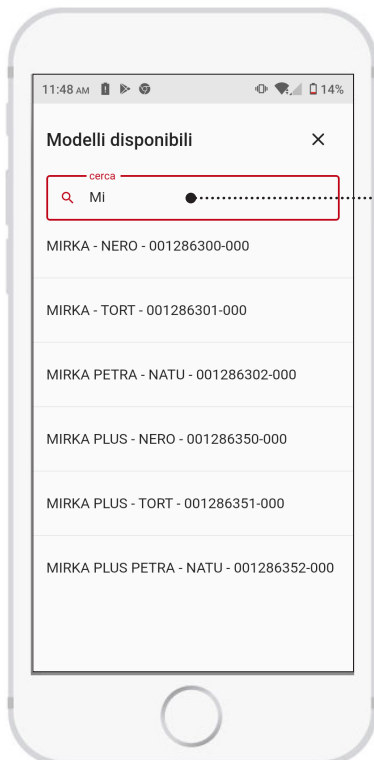 11:48 AM 14%
Modelli disponibili
cerca
Mi
MIRKA - NERO - 001286300-000
MIRKA - TORT - 001286301-000
MIRKA PETRA - NATU - 001286302-000
MIRKA PLUS - NERO - 001286350-000
MIRKA PLUS - TORT - 001286351-000
MIRKA PLUS PETRA - NATU - 001286352-000